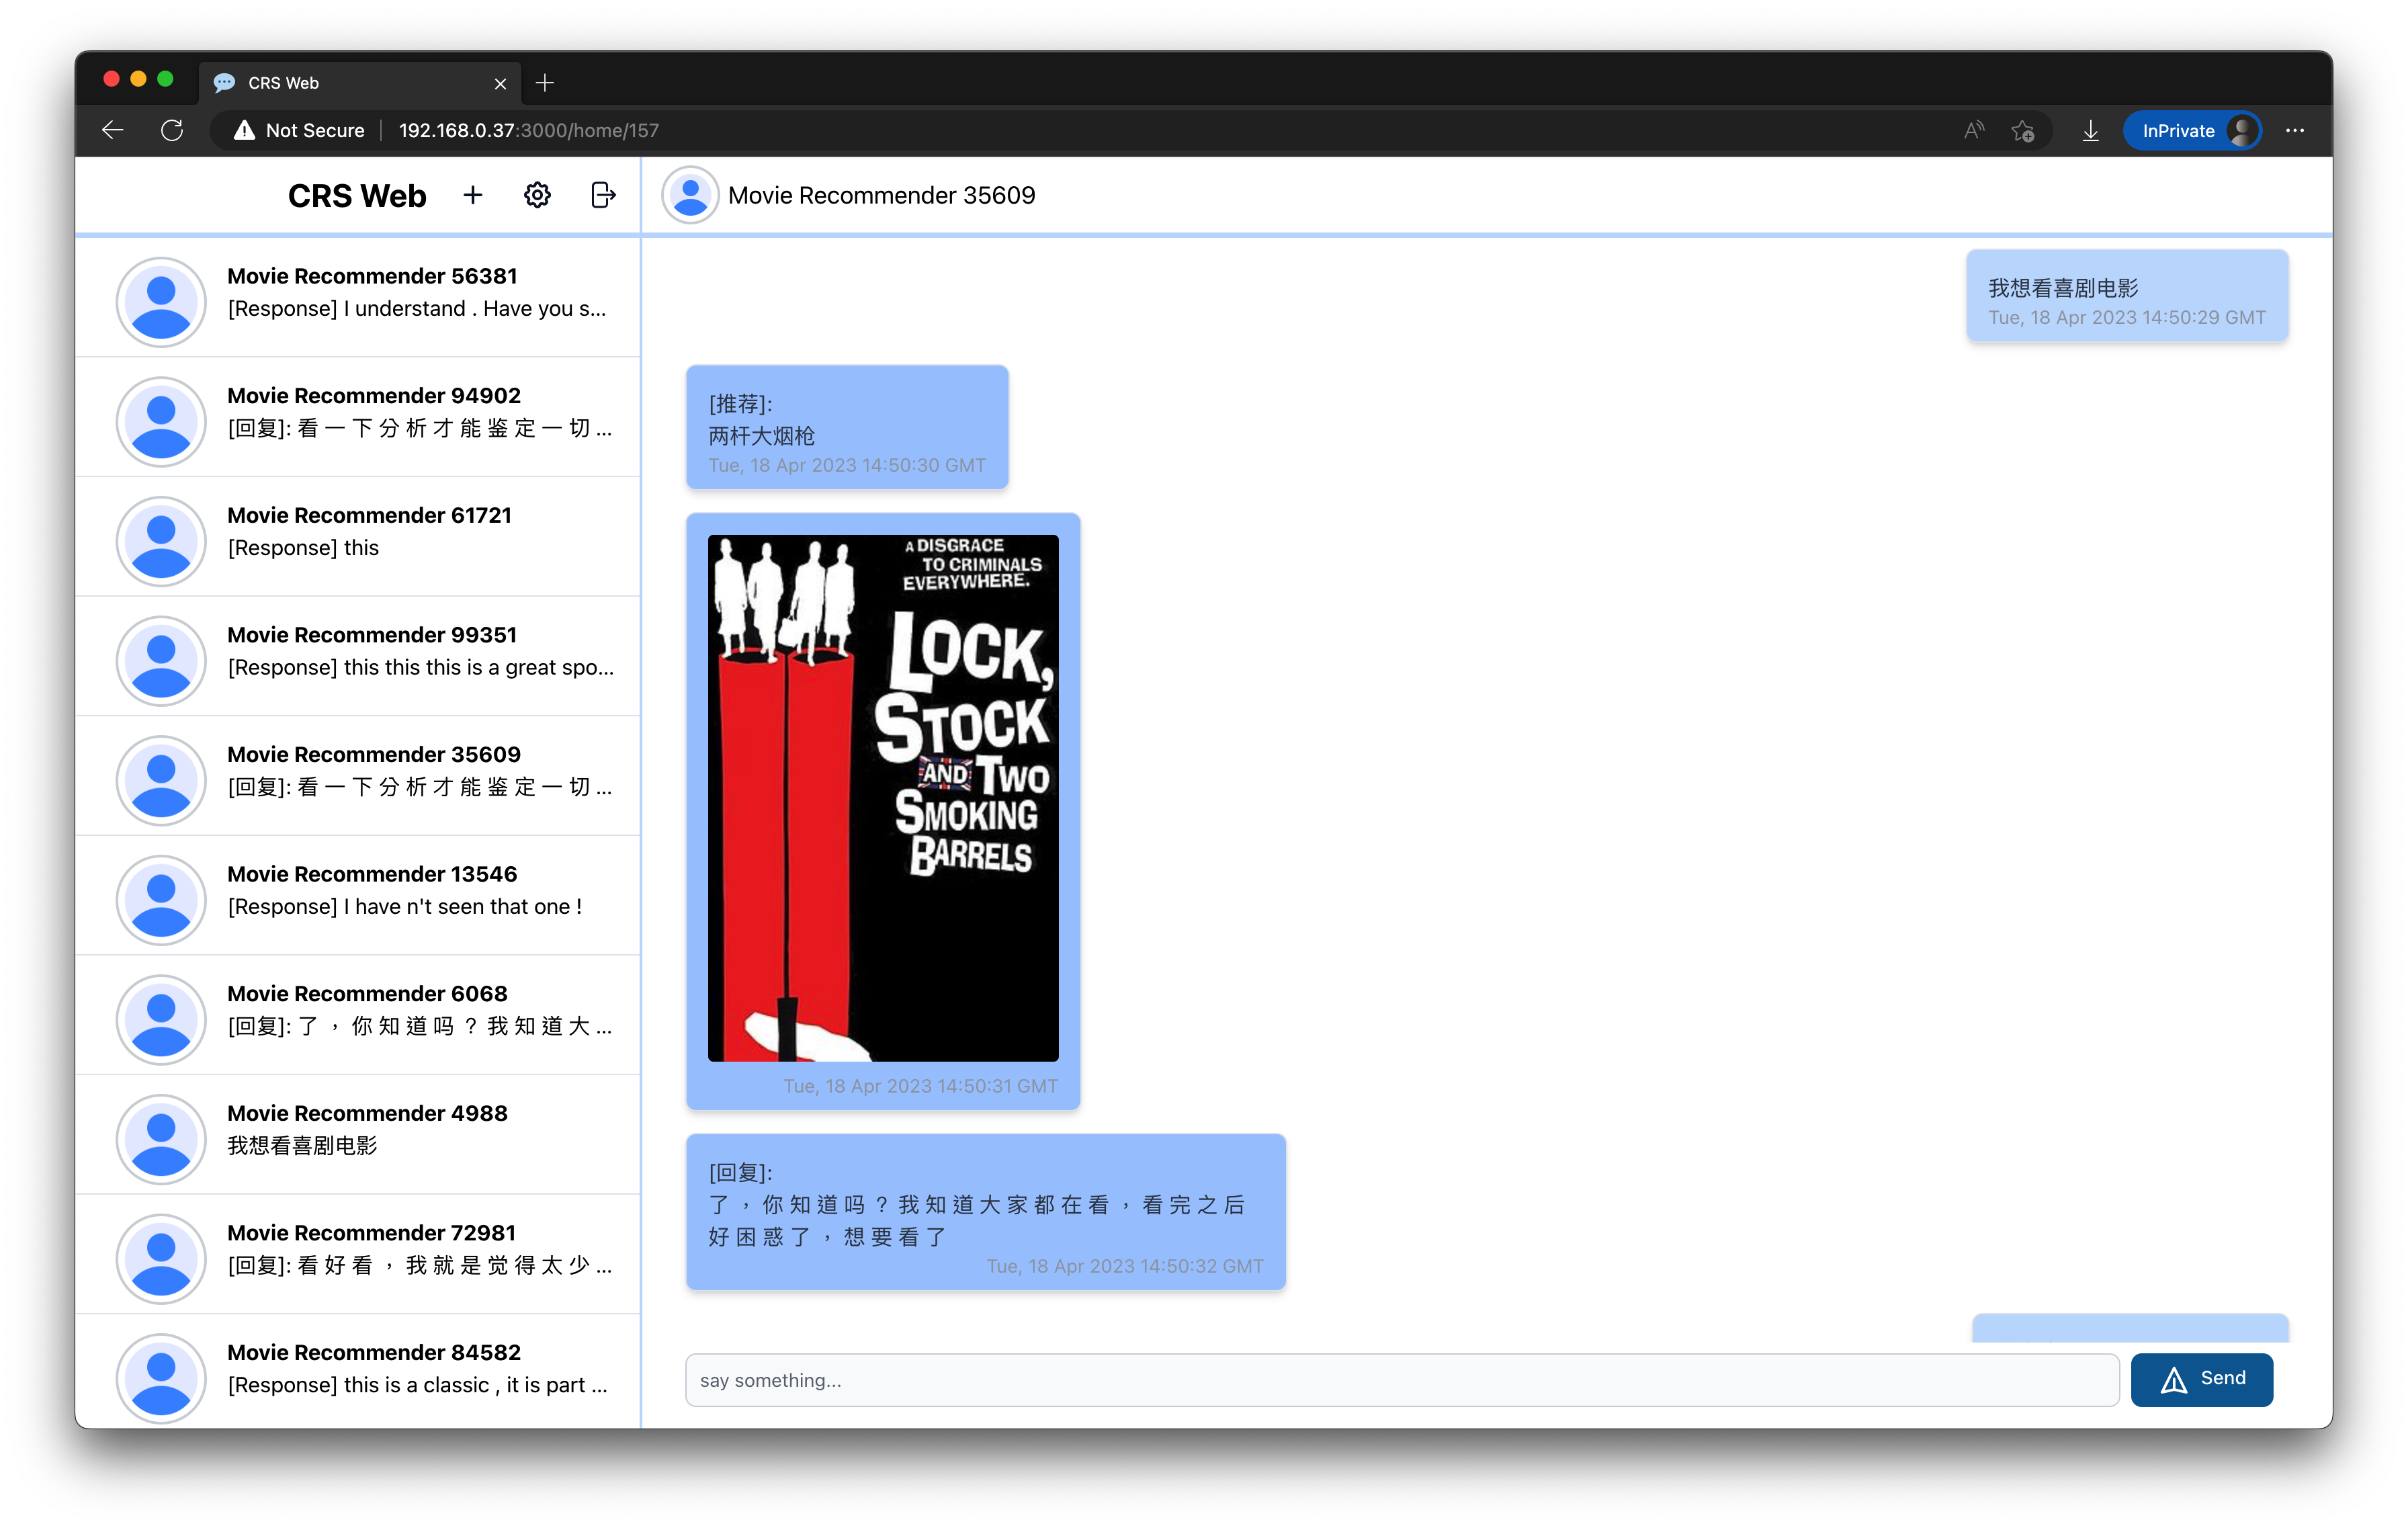 CRS Web
Not Secure
192.168.0.37:3000/home/157
InPrivate
CRS Web
Movie Recommender 56381
[Response] I understand . Have you s...
Movie Recommender 94902
[回复]: 看 一 下 分 析 才 能 鉴 定 一 切 ...
Movie Recommender 61721
[Response] this
Movie Recommender 99351
[Response] this this this is a great spo...
Movie Recommender 35609
[回复]: 看 一 下 分 析 才 能 鉴 定 一 切 ...
Movie Recommender 13546
[Response] I have n't seen that one !
Movie Recommender 6068
[回复]: 了 ， 你 知 道 吗 ？ 我 知 道 大 ...
Movie Recommender 4988
我想看喜剧电影
Movie Recommender 72981
[回复]: 看 好 看 ， 我 就 是 觉 得 太 少 ...
Movie Recommender 84582
[Response] this is a classic , it is part ...
Movie Recommender 35609
我想看喜剧电影
Tue, 18 Apr 2023 14:50:29 GMT
[推荐]:
两杆大烟枪
Tue, 18 Apr 2023 14:50:30 GMT
A DISGRACE
TO CRIMINALS
EVERYWHERE.
LOCK,
STOCK
AND TWO
SMOKING
BARRELS
Tue, 18 Apr 2023 14:50:31 GMT
[回复]:
了 ， 你 知 道 吗 ？ 我 知 道 大 家 都 在 看 ， 看 完 之 后
好 困 惑 了 ， 想 要 看 了
Tue, 18 Apr 2023 14:50:32 GMT
say something...
Send